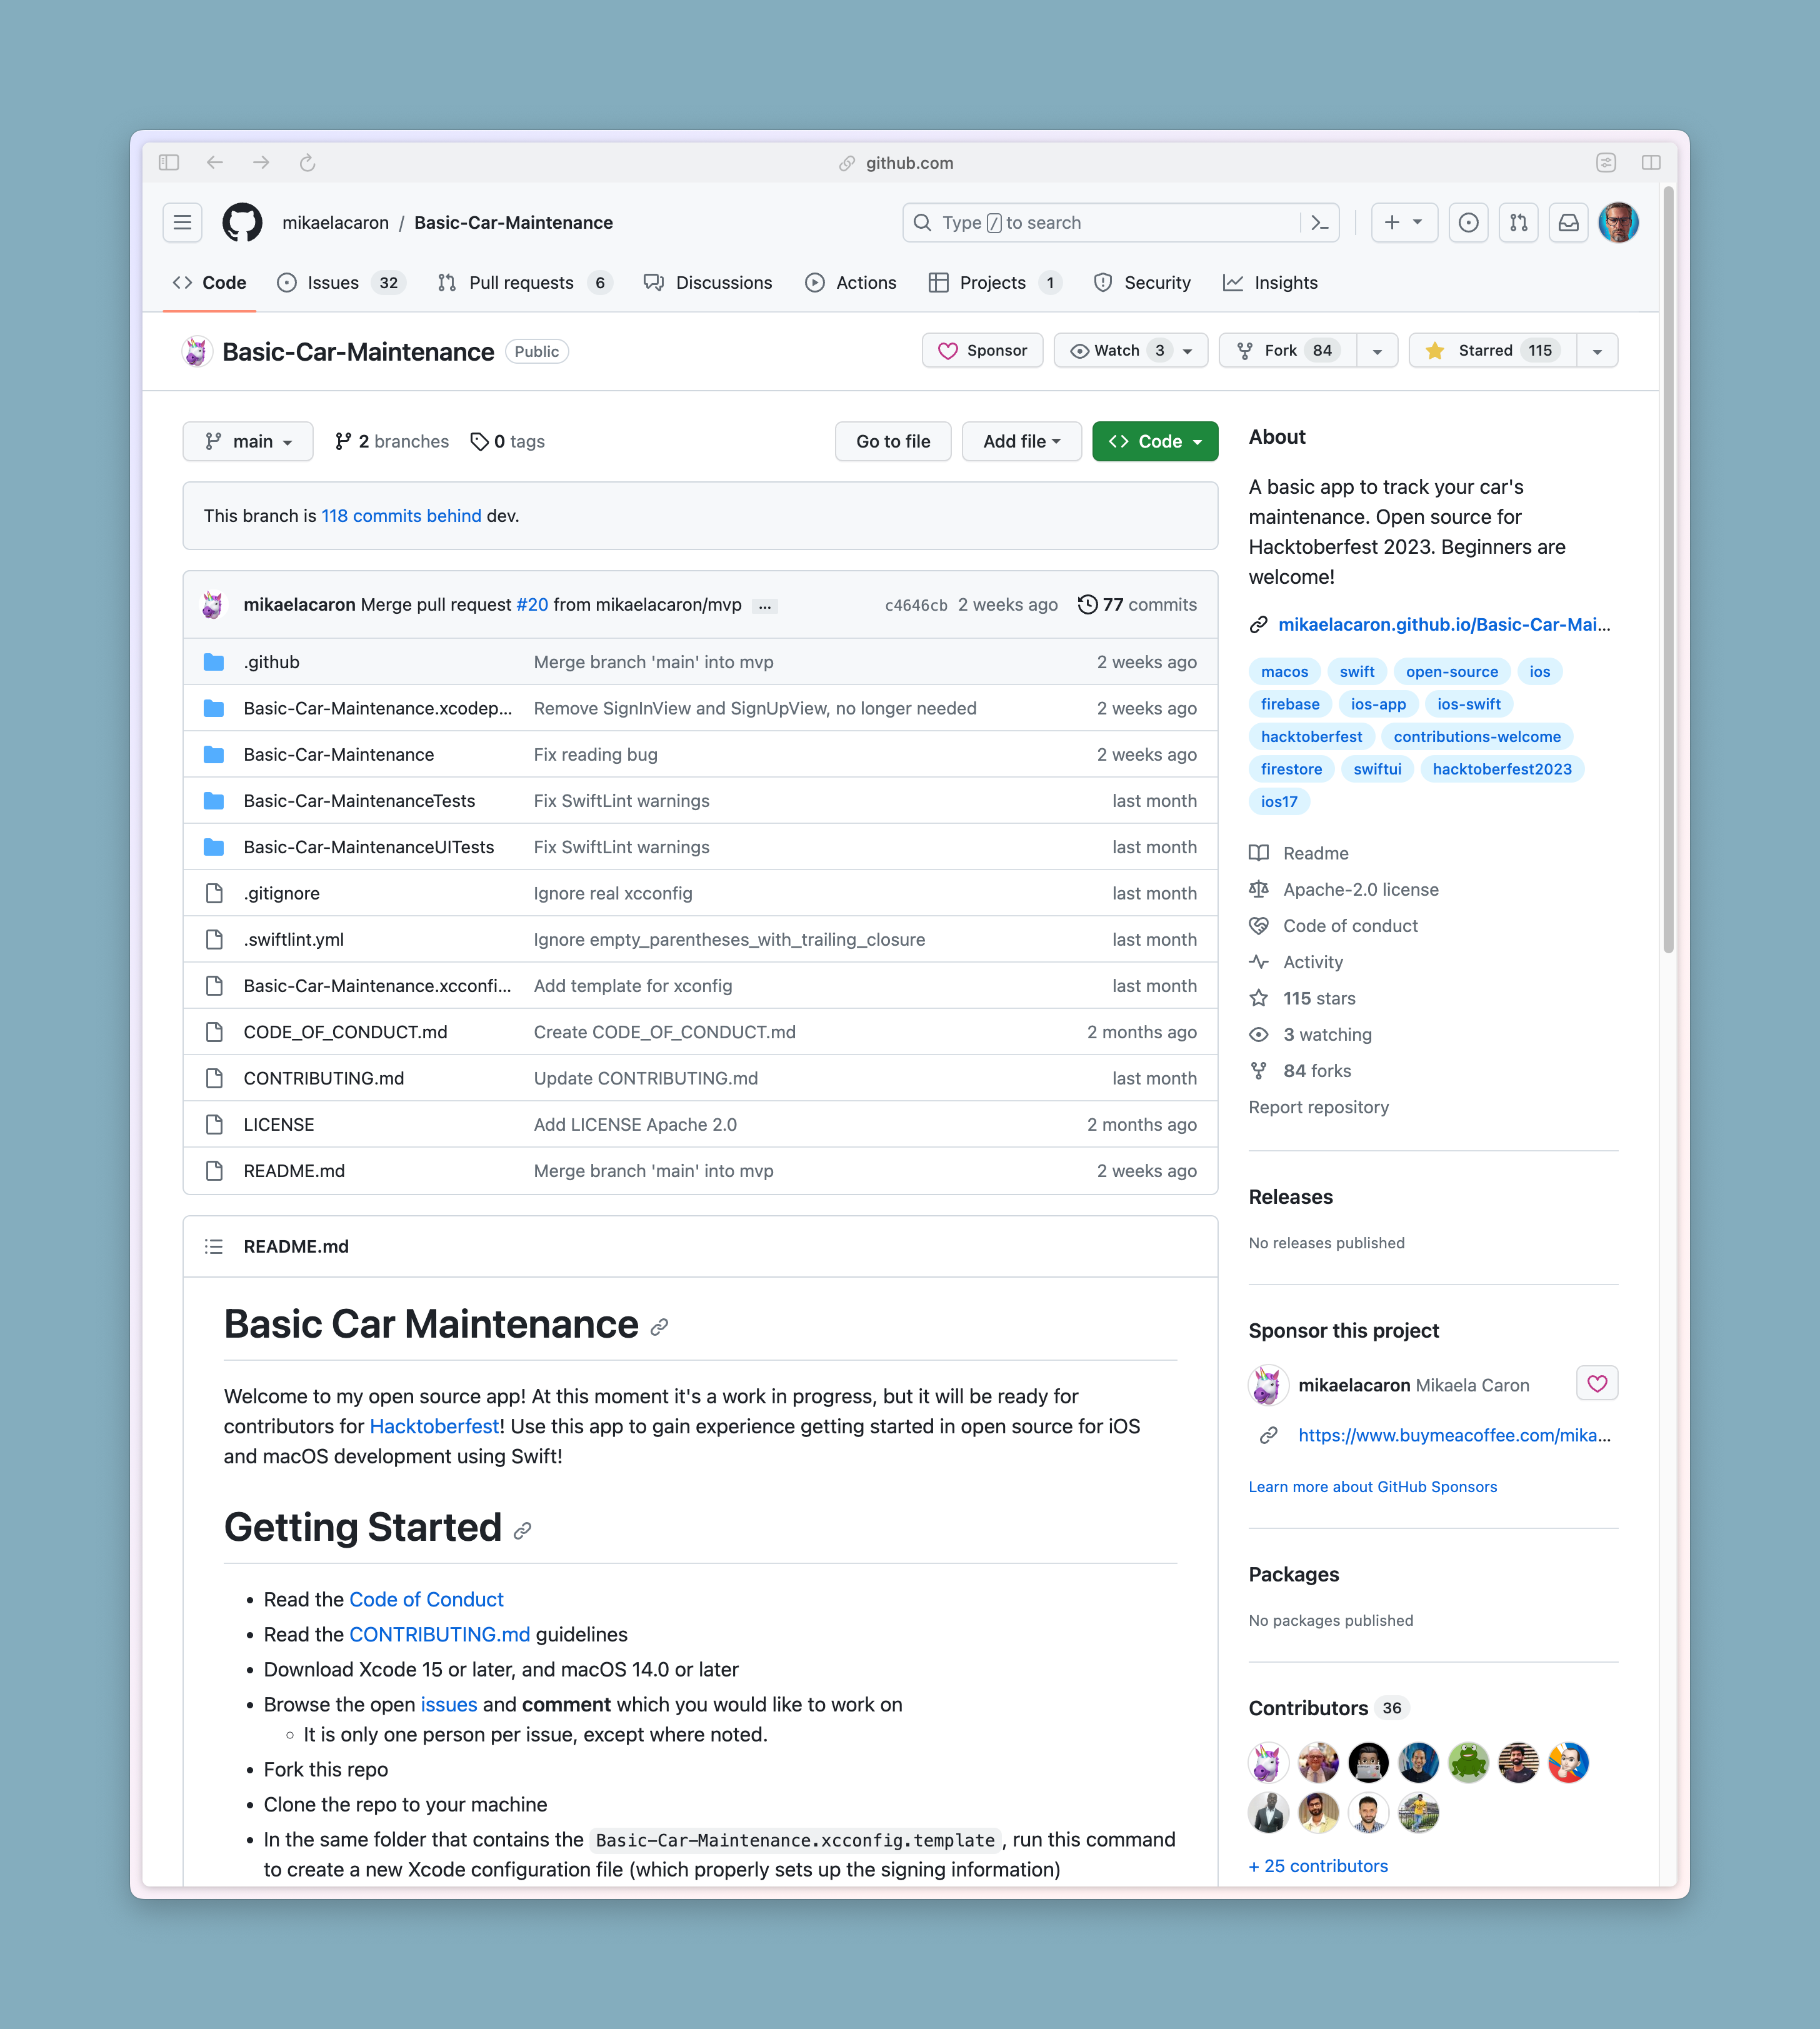 github.com
mikaelacaron / Basic-Car-Maintenance
Type / to search
Code
Issues 32
Pull requests 6
Discussions
Actions
Projects 1
Security
Insights
Basic-Car-Maintenance Public
Sponsor
Watch 3
Fork 84
Starred 115
main
2 branches
0 tags
Go to file
Add file
Code
This branch is 118 commits behind dev.
mikaelacaron Merge pull request #20 from mikaelacaron/mvp ... c4646cb 2 weeks ago 77 commits
.github Merge branch 'main' into mvp 2 weeks ago
Basic-Car-Maintenance.xcodep... Remove SignInView and SignUpView, no longer needed 2 weeks ago
Basic-Car-Maintenance Fix reading bug 2 weeks ago
Basic-Car-MaintenanceTests Fix SwiftLint warnings last month
Basic-Car-MaintenanceUITests Fix SwiftLint warnings last month
.gitignore Ignore real xcconfig last month
.swiftlint.yml Ignore empty_parentheses_with_trailing_closure last month
Basic-Car-Maintenance.xcconfi... Add template for xconfig last month
CODE_OF_CONDUCT.md Create CODE_OF_CONDUCT.md 2 months ago
CONTRIBUTING.md Update CONTRIBUTING.md last month
LICENSE Add LICENSE Apache 2.0 2 months ago
README.md Merge branch 'main' into mvp 2 weeks ago
README.md
Basic Car Maintenance
Welcome to my open source app! At this moment it's a work in progress, but it will be ready for
contributors for Hacktoberfest! Use this app to gain experience getting started in open source for iOS
and macOS development using Swift!
Getting Started
• Read the Code of Conduct
• Read the CONTRIBUTING.md guidelines
• Download Xcode 15 or later, and macOS 14.0 or later
• Browse the open issues and comment which you would like to work on
◦ It is only one person per issue, except where noted.
• Fork this repo
• Clone the repo to your machine
• In the same folder that contains the Basic-Car-Maintenance.xcconfig.template, run this command
to create a new Xcode configuration file (which properly sets up the signing information)
About
A basic app to track your car's
maintenance. Open source for
Hacktoberfest 2023. Beginners are
welcome!
mikaelacaron.github.io/Basic-Car-Mai...
macos swift open-source ios
firebase ios-app ios-swift
hacktoberfest contributions-welcome
firestore swiftui hacktoberfest2023
ios17
Readme
Apache-2.0 license
Code of conduct
Activity
115 stars
3 watching
84 forks
Report repository
Releases
No releases published
Sponsor this project
mikaelacaron Mikaela Caron
https://www.buymeacoffee.com/mika...
Learn more about GitHub Sponsors
Packages
No packages published
Contributors 36
+ 25 contributors